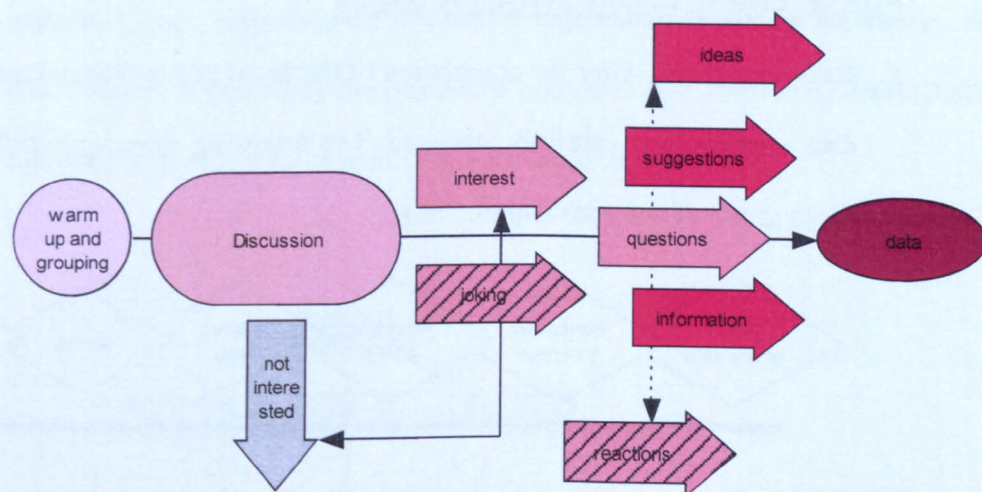 warm
up and
grouping
Discussion
not
intere
sted
interest
joking
ideas
suggestions
questions
information
reactions
data